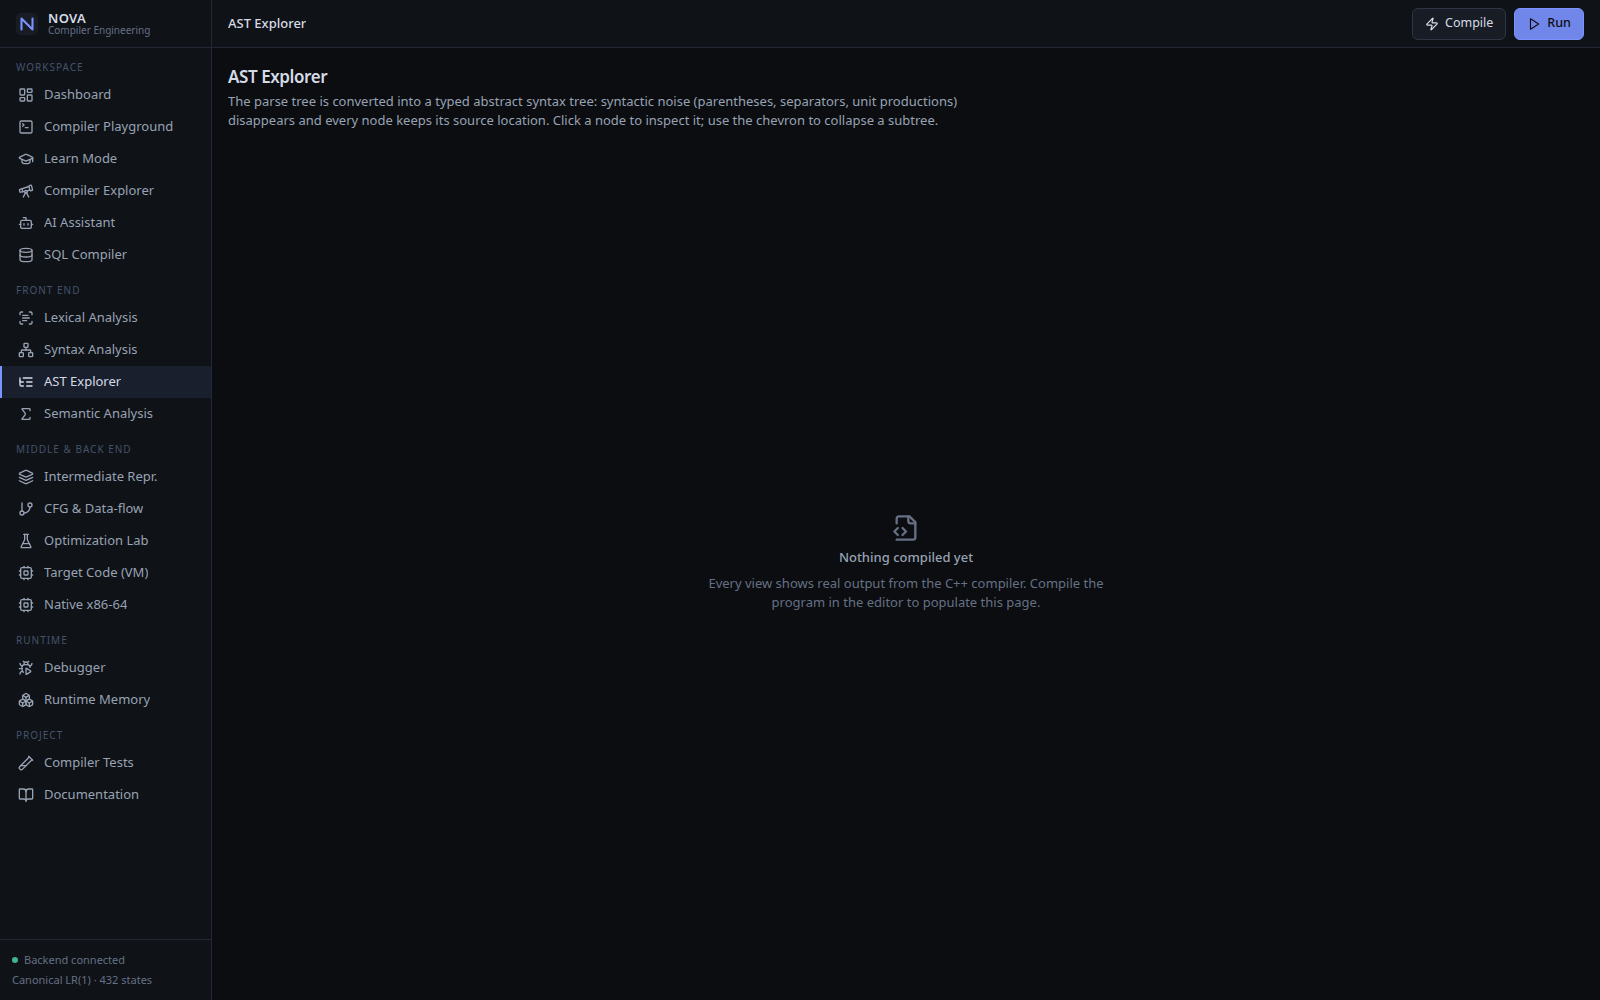 NOVA
Compiler Engineering
WORKSPACE
Dashboard
Compiler Playground
Learn Mode
Compiler Explorer
AI Assistant
SQL Compiler
FRONT END
Lexical Analysis
Syntax Analysis
AST Explorer
Semantic Analysis
MIDDLE & BACK END
Intermediate Repr.
CFG & Data-flow
Optimization Lab
Target Code (VM)
Native x86-64
RUNTIME
Debugger
Runtime Memory
PROJECT
Compiler Tests
Documentation
Backend connected
Canonical LR(1) · 432 states
AST Explorer
Compile
Run
AST Explorer
The parse tree is converted into a typed abstract syntax tree: syntactic noise (parentheses, separators, unit productions)
disappears and every node keeps its source location. Click a node to inspect it; use the chevron to collapse a subtree.
Nothing compiled yet
Every view shows real output from the C++ compiler. Compile the
program in the editor to populate this page.